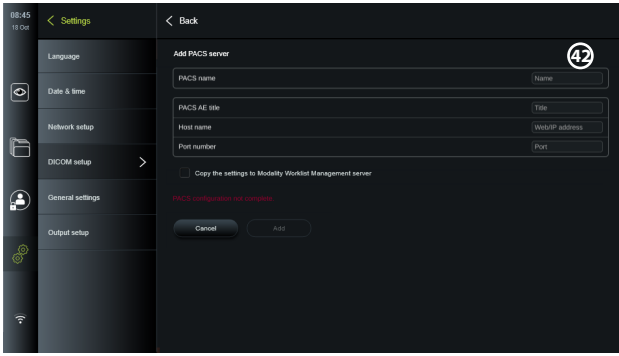 08:45
18 Oct
Settings
Back
Language
Date & time
Network setup
DICOM setup
General settings
Output setup
Add PACS server
42
PACS name
Name
PACS AE title
Title
Host name
Web/IP address
Port number
Port
Copy the settings to Modality Worklist Management server
PACS configuration not complete
Cancel
Add